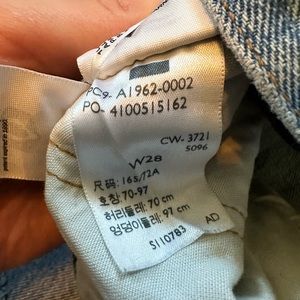 PC9- A1962-0002
PO- 4100515162
CW-3721
5096
W28
尺码: 165/72A
호칭: 70-97
허리둘레: 70 cm
엉덩이둘레: 97 cm
S110783 AD